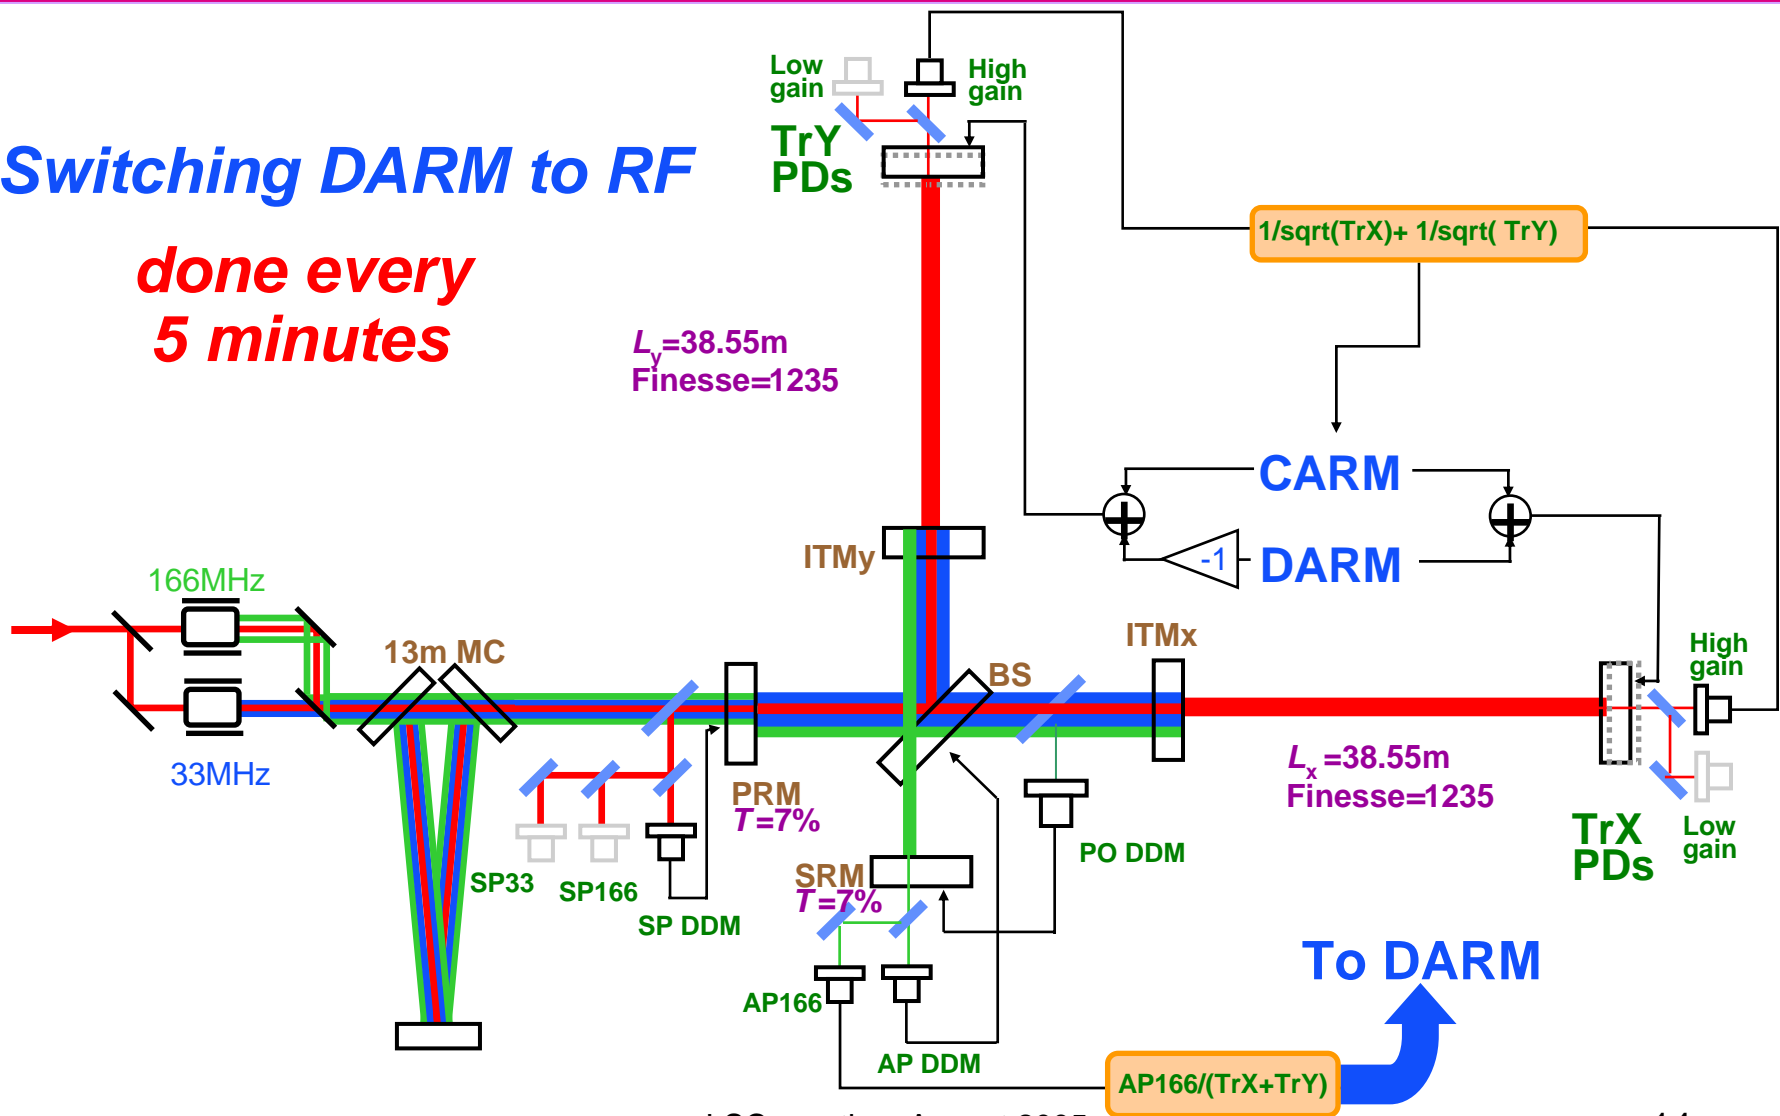 Switching DARM to RF
done every
5 minutes
Low
gain
High
gain
TrY
PDs
1/sqrt(TrX)+ 1/sqrt( TrY)
Ly=38.55m
Finesse=1235
CARM
DARM
-1
ITMy
166MHz
33MHz
13m MC
BS
ITMx
PRM
T=7%
SP33
SP166
SP DDM
SRM
T=7%
PO DDM
Lx =38.55m
Finesse=1235
High
gain
Low
gain
TrX
PDs
AP166
AP DDM
To DARM
AP166/(TrX+TrY)